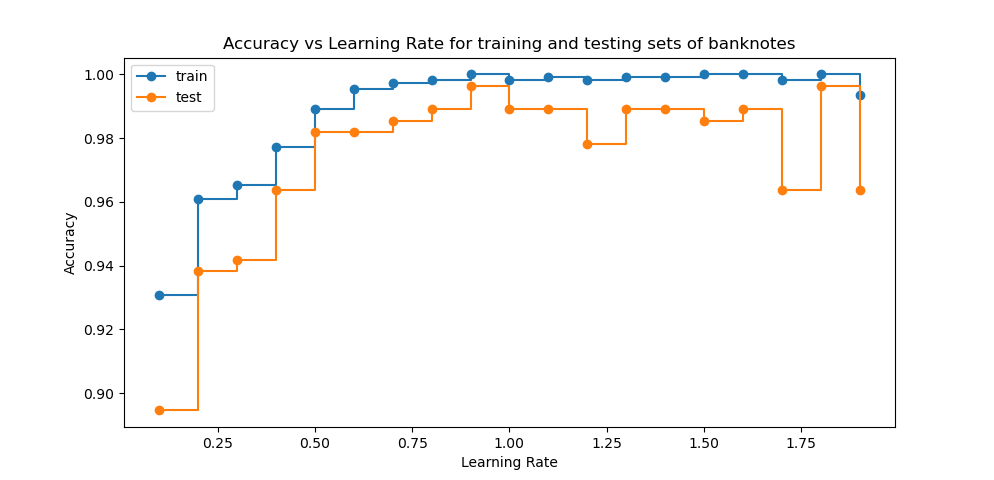 Accuracy vs Learning Rate for training and testing sets of banknotes
train
test
1.00
0.98
0.96
0.94
0.92
0.90
Accuracy
0.25 0.50 0.75 1.00 1.25 1.50 1.75
Learning Rate